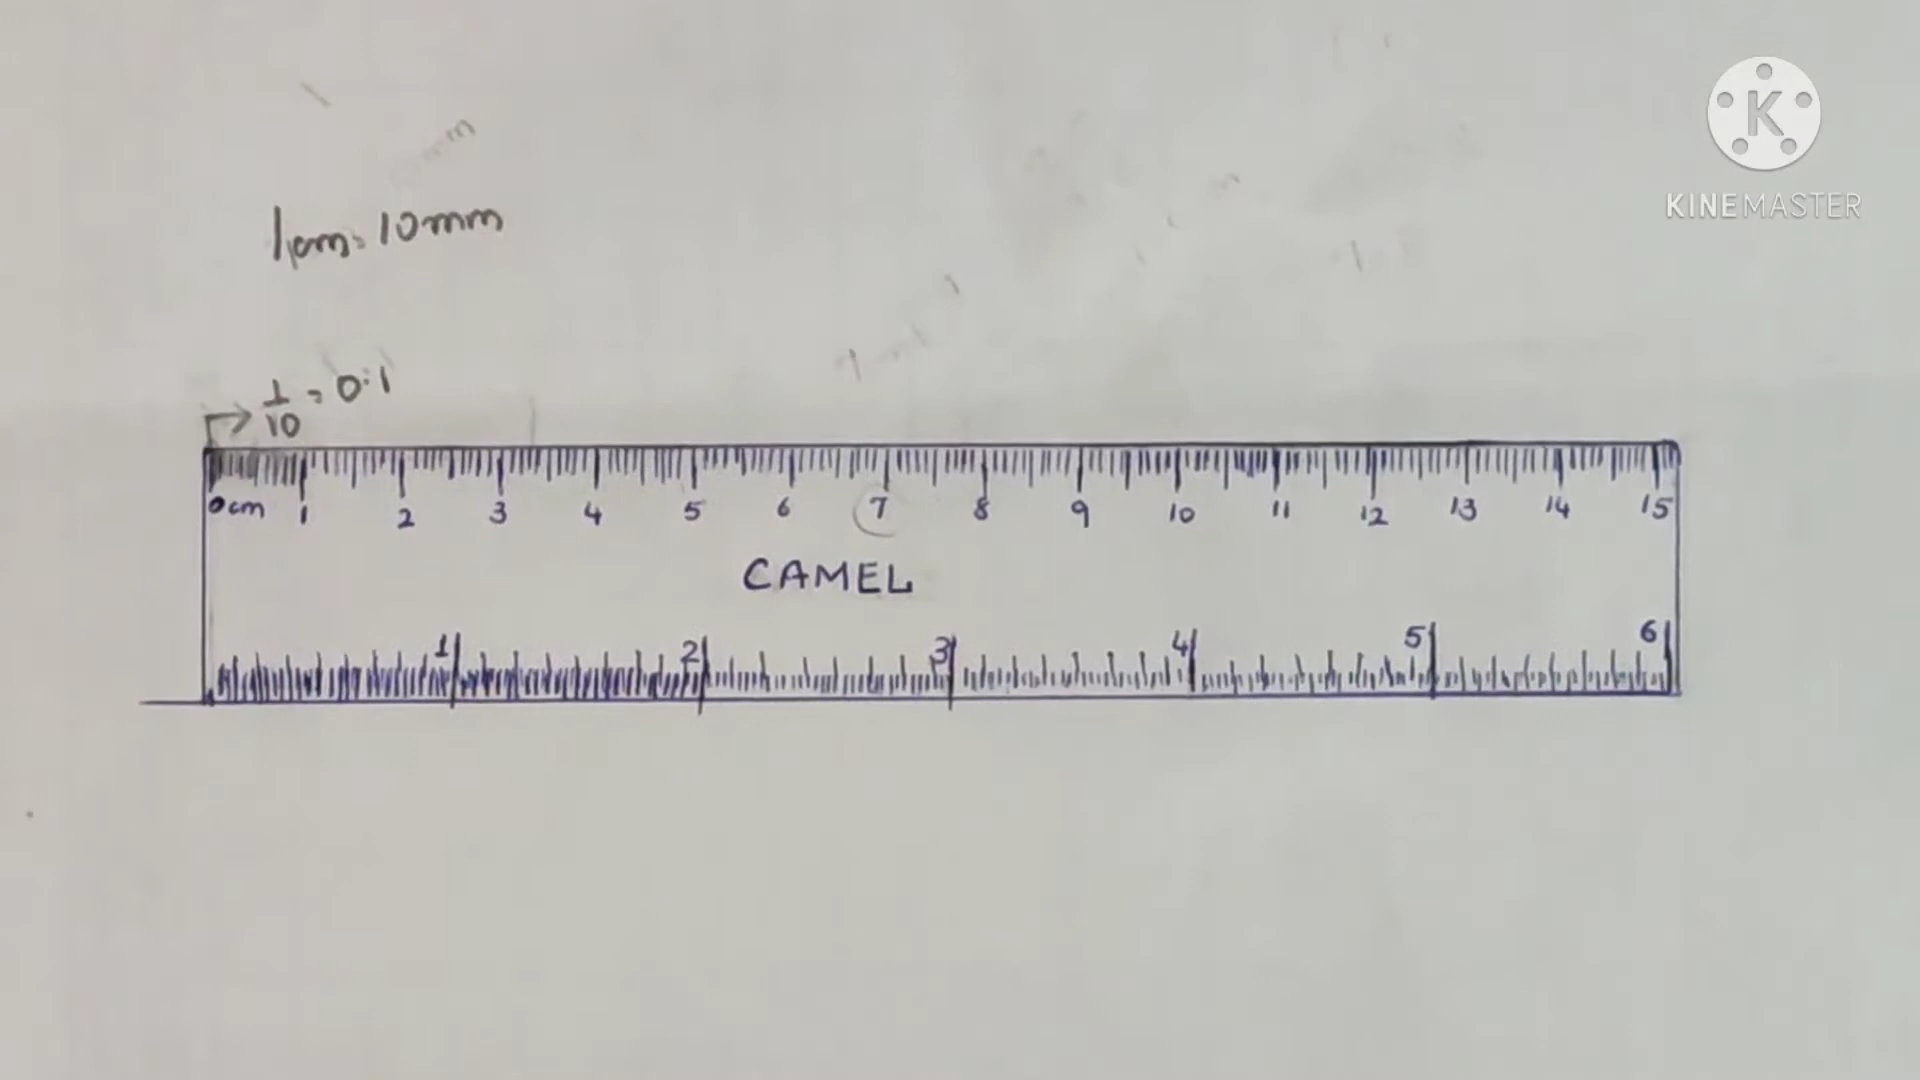 K
KINEMASTER
1cm = 10mm
1/10 = 0.1
0cm 1 2 3 4 5 6 7 8 9 10 11 12 13 14 15
CAMEL
1 2 3 4 5 6